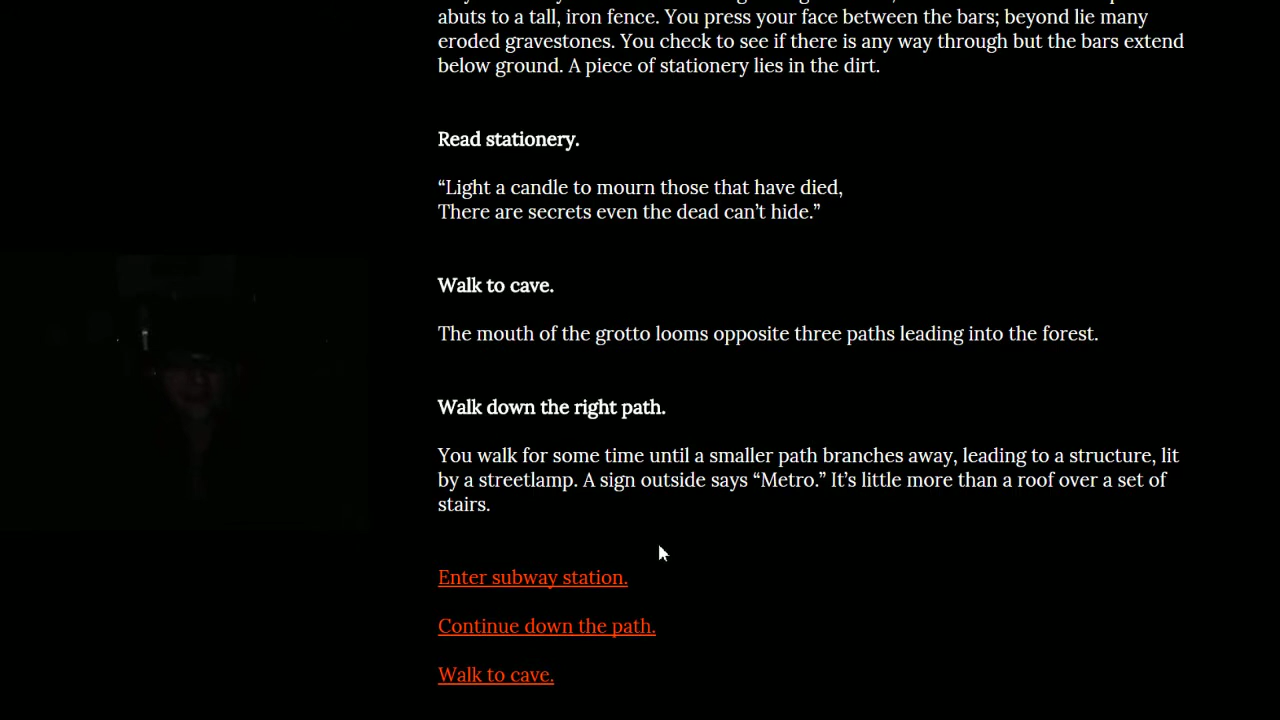 abuts to a tall, iron fence. You press your face between the bars; beyond lie many
eroded gravestones. You check to see if there is any way through but the bars extend
below ground. A piece of stationery lies in the dirt.
Read stationery.
“Light a candle to mourn those that have died,
There are secrets even the dead can’t hide.”
Walk to cave.
The mouth of the grotto looms opposite three paths leading into the forest.
Walk down the right path.
You walk for some time until a smaller path branches away, leading to a structure, lit
by a streetlamp. A sign outside says “Metro.” It’s little more than a roof over a set of
stairs.
Enter subway station.
Continue down the path.
Walk to cave.